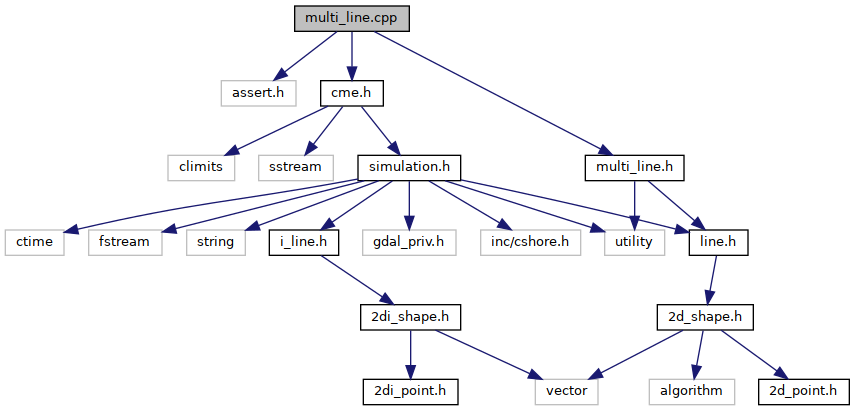 multi_line.cpp
assert.h
cme.h
climits
sstream
simulation.h
multi_line.h
ctime
fstream
string
i_line.h
gdal_priv.h
inc/cshore.h
utility
line.h
2di_shape.h
2d_shape.h
2di_point.h
vector
algorithm
2d_point.h